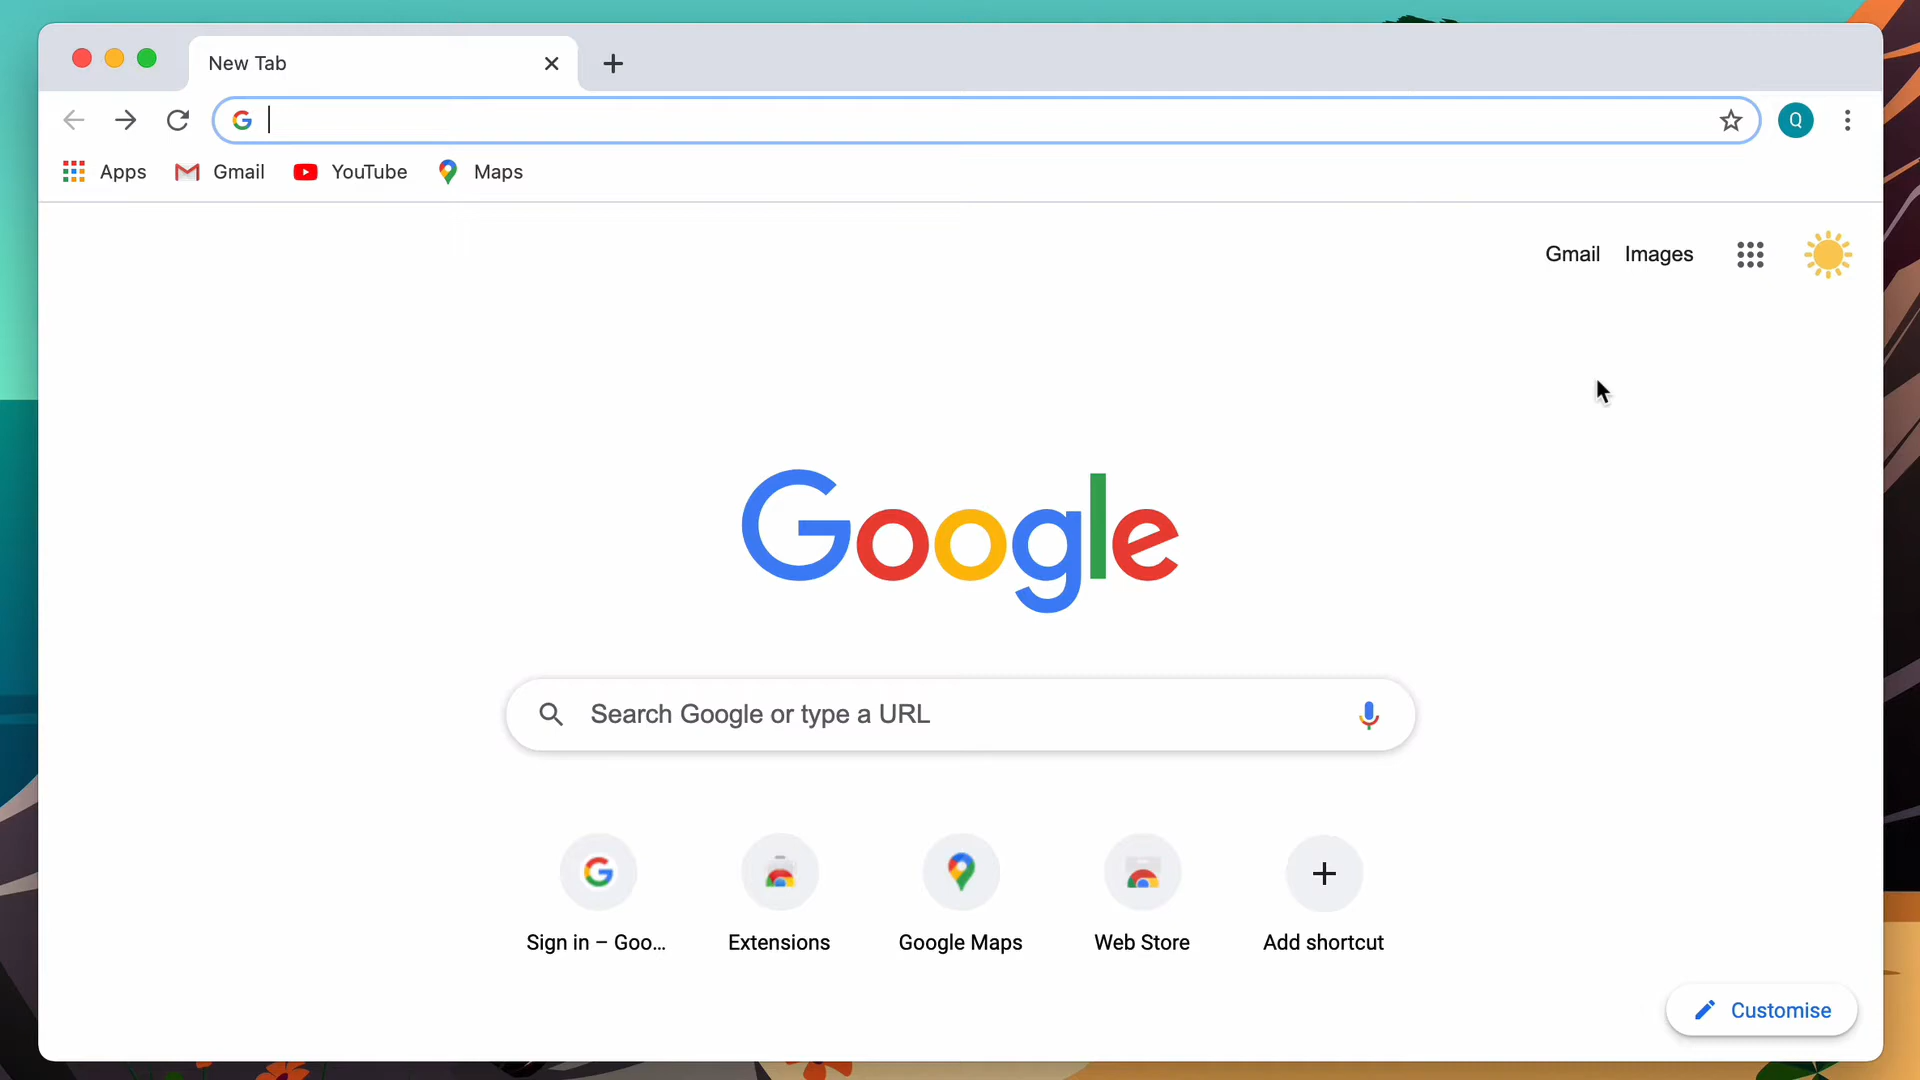 New Tab
Q
Apps Gmail YouTube Maps
Gmail Images
Google
Search Google or type a URL
Sign in – Goo... Extensions Google Maps Web Store Add shortcut
Customise